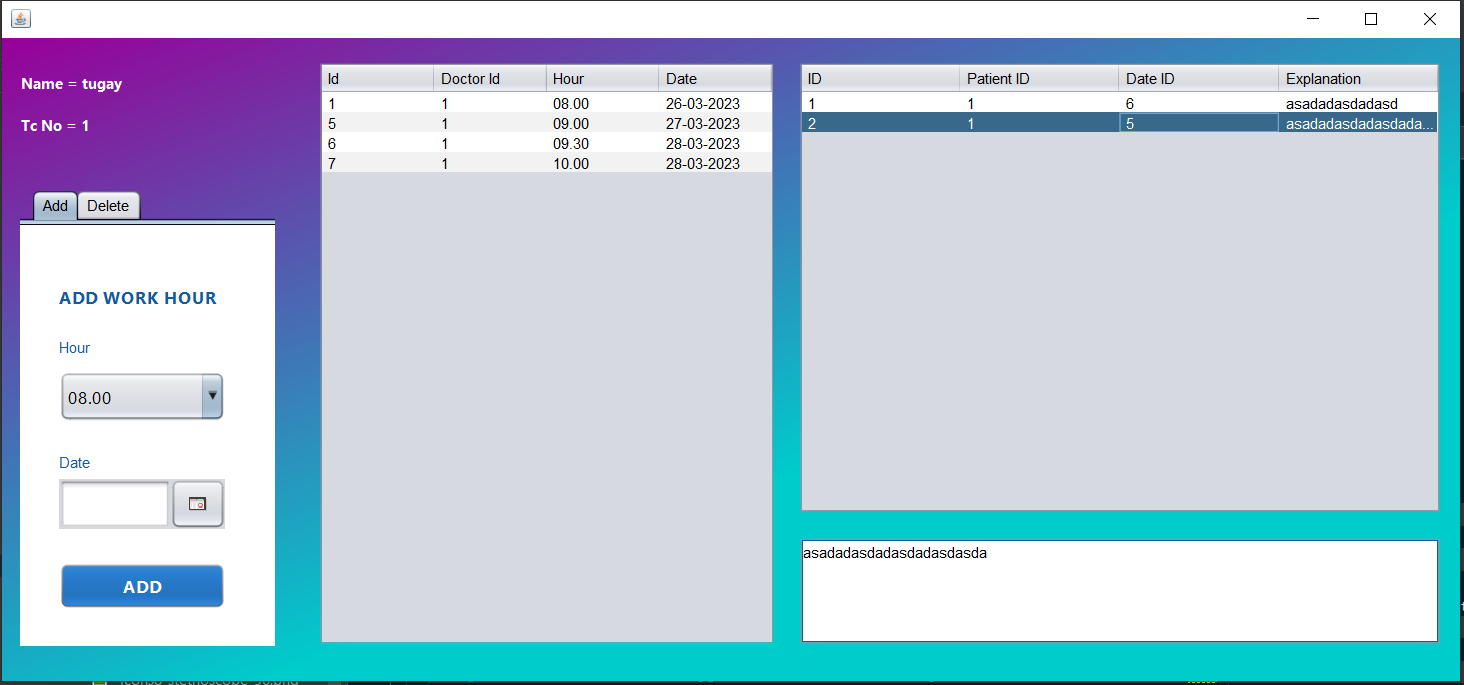 Name = tugay
Tc No = 1
Add Delete
ADD WORK HOUR
Hour
08.00
Date
ADD
Id Doctor Id Hour Date
1 1 08.00 26-03-2023
5 1 09.00 27-03-2023
6 1 09.30 28-03-2023
7 1 10.00 28-03-2023
ID Patient ID Date ID Explanation
1 1 6 asadadasdadasd
2 1 5 asadadasdadasdada...
asadadasdadasdadasdasda